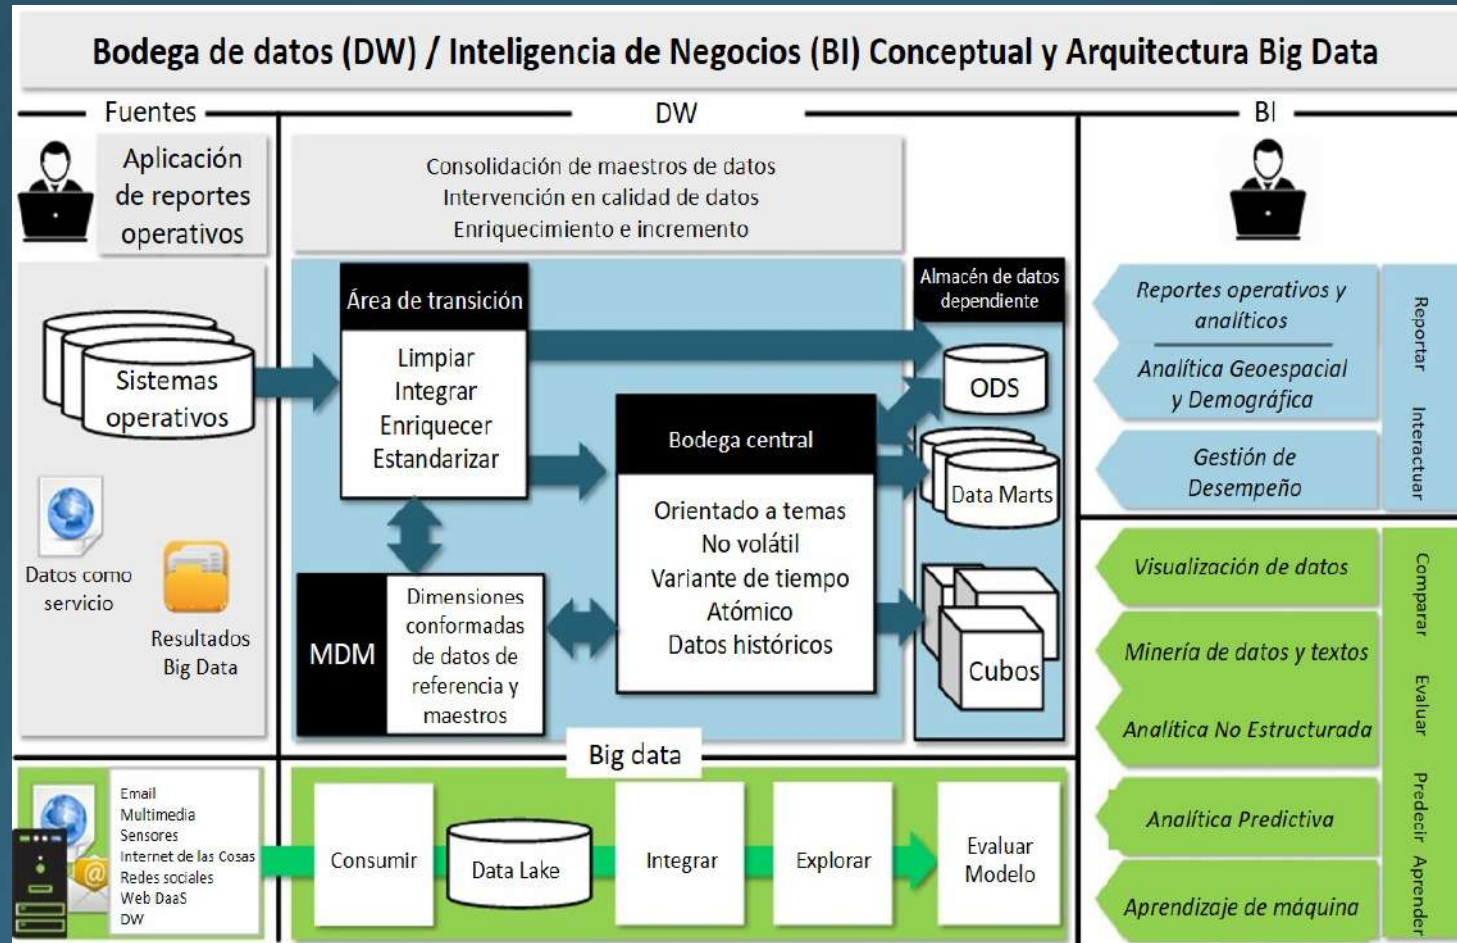 Bodega de datos (DW) / Inteligencia de Negocios (BI) Conceptual y Arquitectura Big Data
Fuentes
DW
BI
Aplicación
de reportes
operativos
Consolidación de maestros de datos
Intervención en calidad de datos
Enriquecimiento e incremento
Sistemas
operativos
Datos como
servicio
Resultados
Big Data
Área de transición
Limpiar
Integrar
Enriquecer
Estandarizar
MDM
Dimensiones
conformadas
de datos de
referencia y
maestros
Bodega central
Orientado a temas
No volátil
Variante de tiempo
Atómico
Datos históricos
Almacén de datos
dependiente
ODS
Data Marts
Cubos
Reportes operativos y
analíticos
Analítica Geoespacial
y Demográfica
Gestión de
Desempeño
Reportar
Interactuar
Visualización de datos
Minería de datos y textos
Analítica No Estructurada
Analítica Predictiva
Aprendizaje de máquina
Comparar
Evaluar
Predecir
Aprender
Big data
Email
Multimedia
Sensores
Internet de las Cosas
Redes sociales
Web DaaS
DW
Consumir
Data Lake
Integrar
Explorar
Evaluar
Modelo